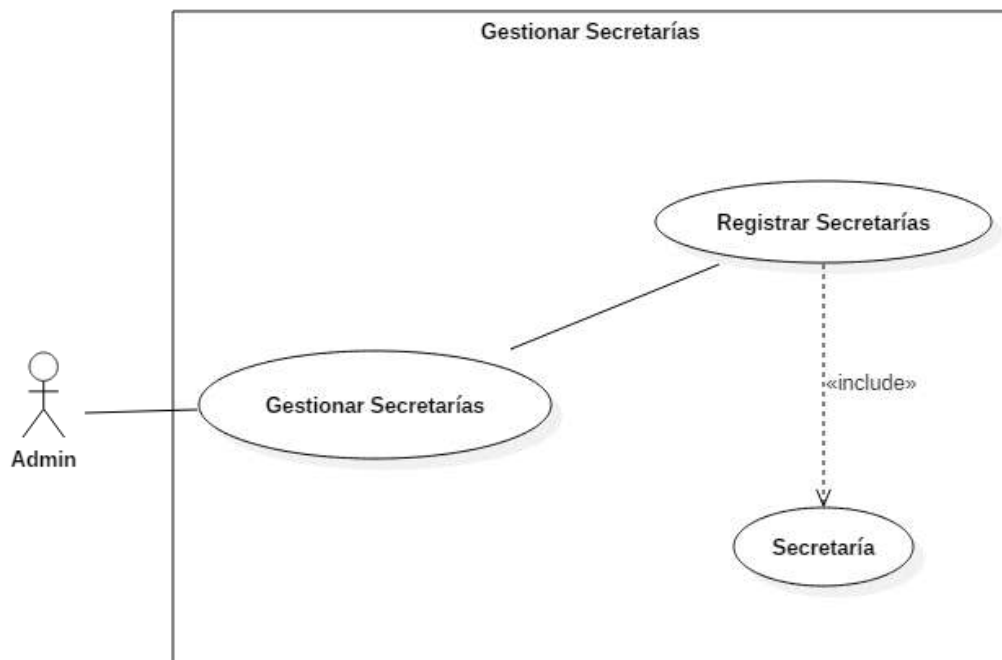 Gestionar Secretarías
Registrar Secretarías
«include»
Gestionar Secretarías
Admin
Secretaría